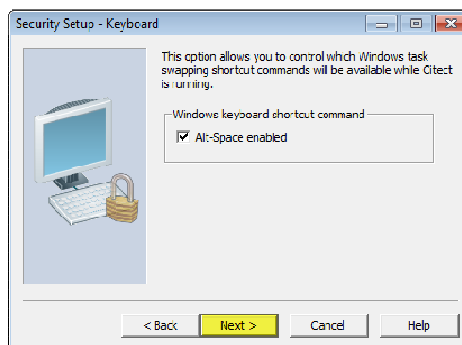 Security Setup - Keyboard
This option allows you to control which Windows task
swapping shortcut commands will be available while Citect
is running.
Windows keyboard shortcut command
Alt-Space enabled
< Back Next > Cancel Help